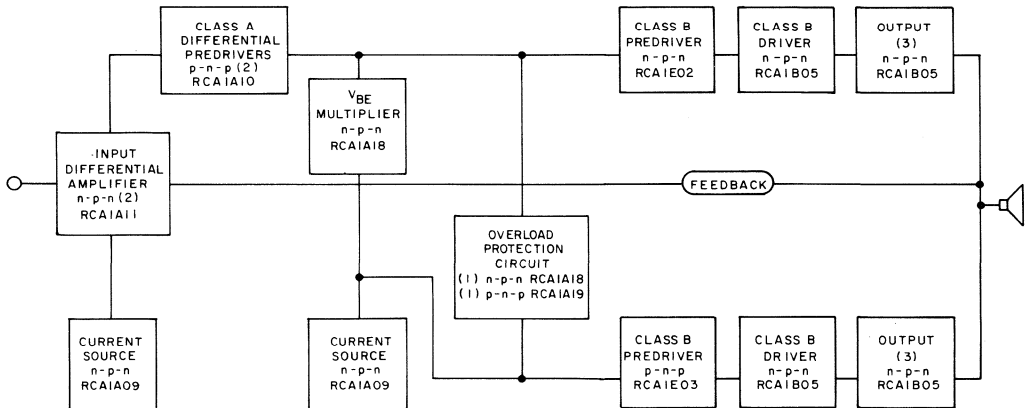 CLASS A
DIFFERENTIAL
PREDRIVERS
p-n-p (2)
RCA1A10
CLASS B
PREDRIVER
n-p-n
RCA1E02
CLASS B
DRIVER
n-p-n
RCA1B05
OUTPUT
(3)
n-p-n
RCA1B05
VBE
MULTIPLIER
n-p-n
RCA1A18
INPUT
DIFFERENTIAL
AMPLIFIER
n-p-n (2)
RCA1A11
FEEDBACK
OVERLOAD
PROTECTION
CIRCUIT
(1) n-p-n RCA1A18
(1) p-n-p RCA1A19
CURRENT
SOURCE
n-p-n
RCA1A09
CURRENT
SOURCE
n-p-n
RCA1A09
CLASS B
PREDRIVER
p-n-p
RCA1E03
CLASS B
DRIVER
n-p-n
RCA1B05
OUTPUT
(3)
n-p-n
RCA1B05